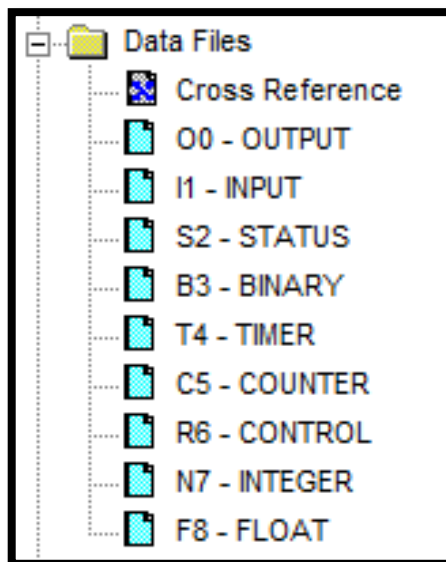 Data Files
Cross Reference
O0 - OUTPUT
I1 - INPUT
S2 - STATUS
B3 - BINARY
T4 - TIMER
C5 - COUNTER
R6 - CONTROL
N7 - INTEGER
F8 - FLOAT